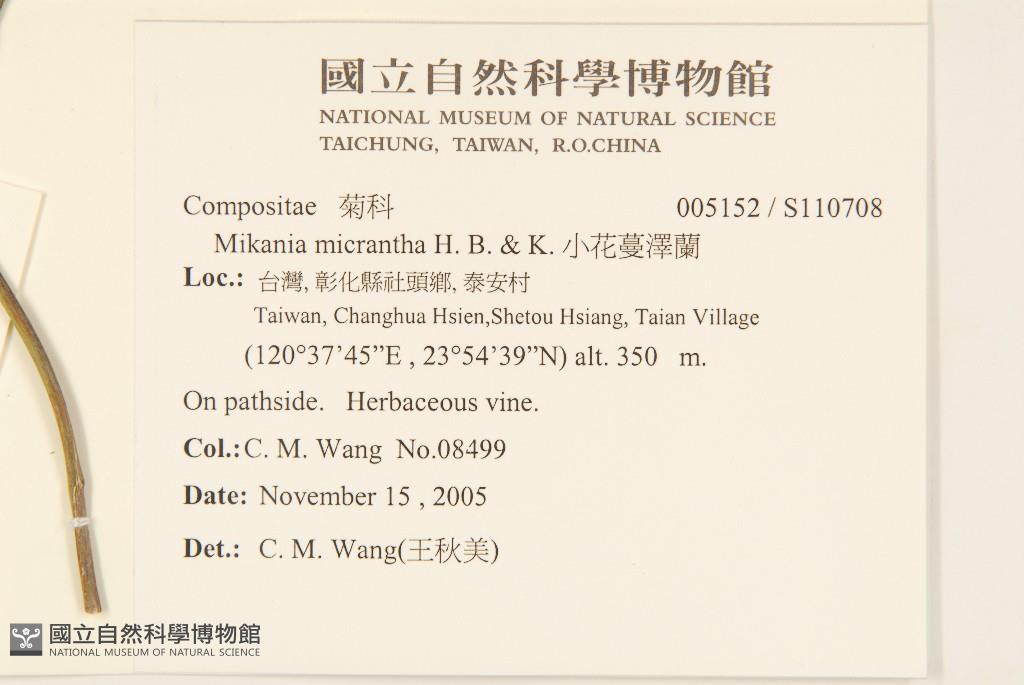 國立自然科學博物館
NATIONAL MUSEUM OF NATURAL SCIENCE
TAICHUNG, TAIWAN, R.O.CHINA
Compositae 菊科 005152 / S110708
Mikania micrantha H. B. & K. 小花蔓澤蘭
Loc.: 台灣, 彰化縣社頭鄉, 泰安村
Taiwan, Changhua Hsien,Shetou Hsiang, Taian Village
(120°37’45”E , 23°54’39”N) alt. 350 m.
On pathside. Herbaceous vine.
Col.: C. M. Wang No.08499
Date: November 15 , 2005
Det.: C. M. Wang(王秋美)
國立自然科學博物館
NATIONAL MUSEUM OF NATURAL SCIENCE